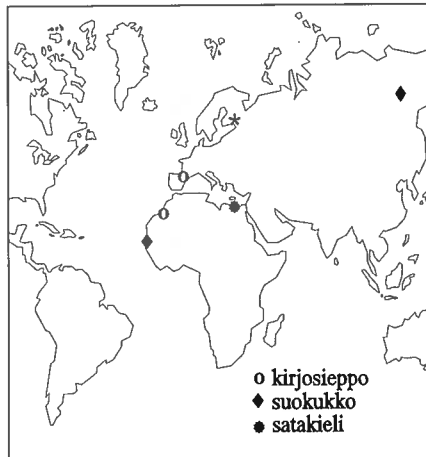 o kirjosieppo
♦ suokukko
● satakieli